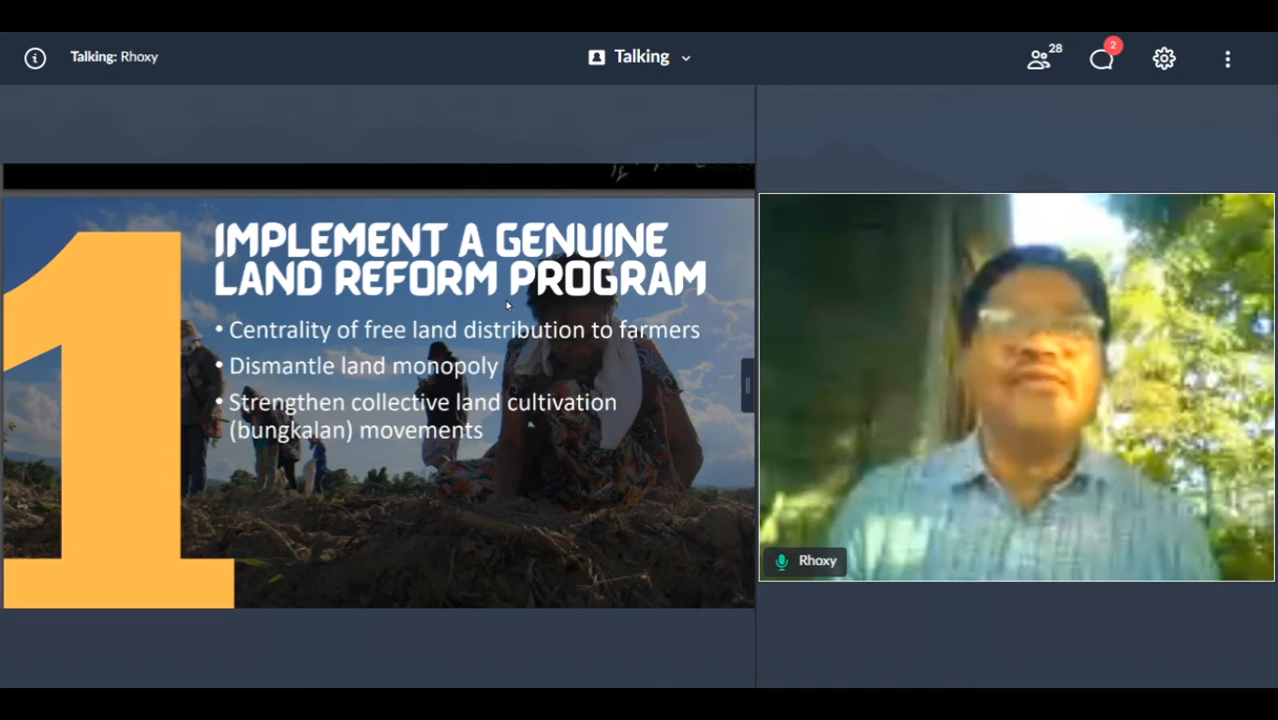 Talking: Rhoxy
Talking
28
2
1
IMPLEMENT A GENUINE
LAND REFORM PROGRAM
• Centrality of free land distribution to farmers
• Dismantle land monopoly
• Strengthen collective land cultivation
(bungkalan) movements
Rhoxy